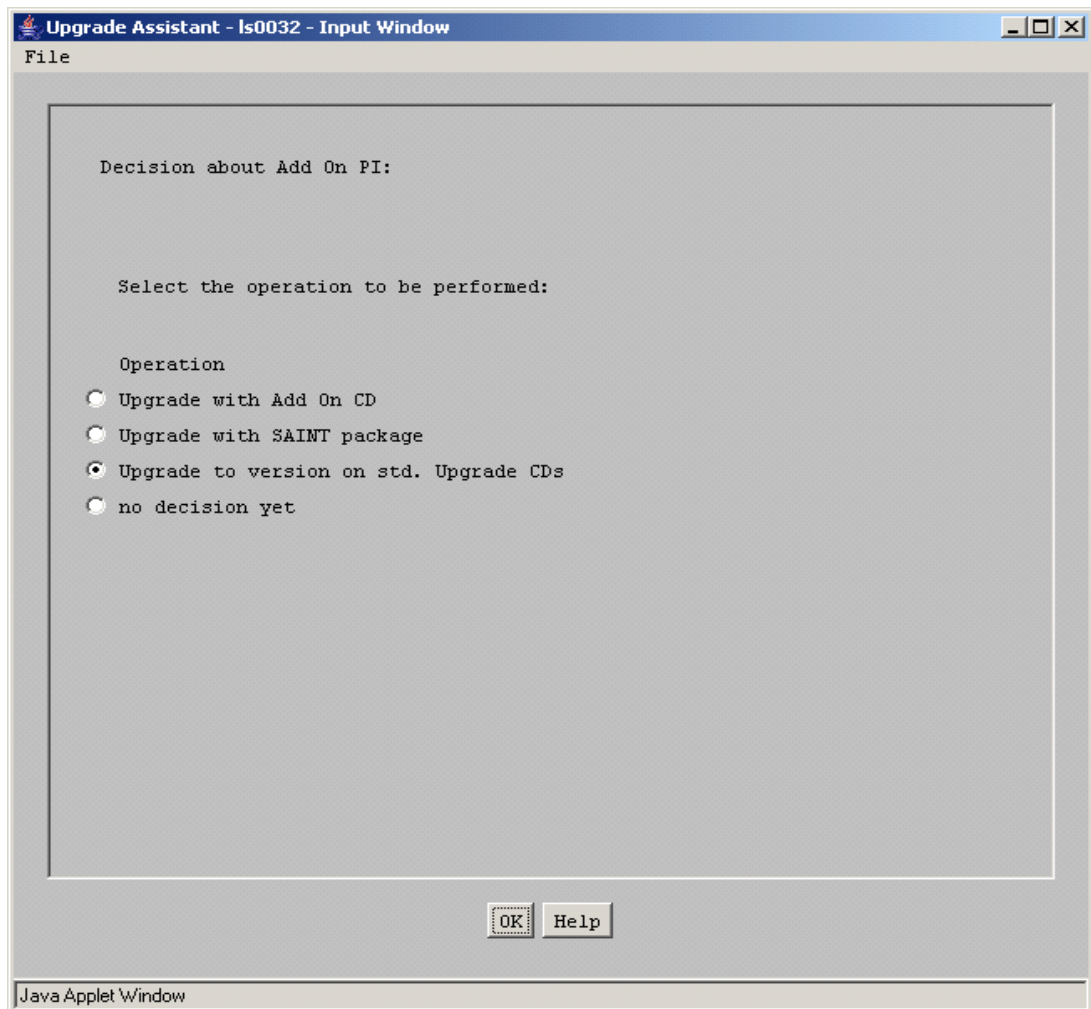 Upgrade Assistant - ls0032 - Input Window
File
Decision about Add On PI:
Select the operation to be performed:
Operation
Upgrade with Add On CD
Upgrade with SAINT package
Upgrade to version on std. Upgrade CDs
no decision yet
OK Help
Java Applet Window